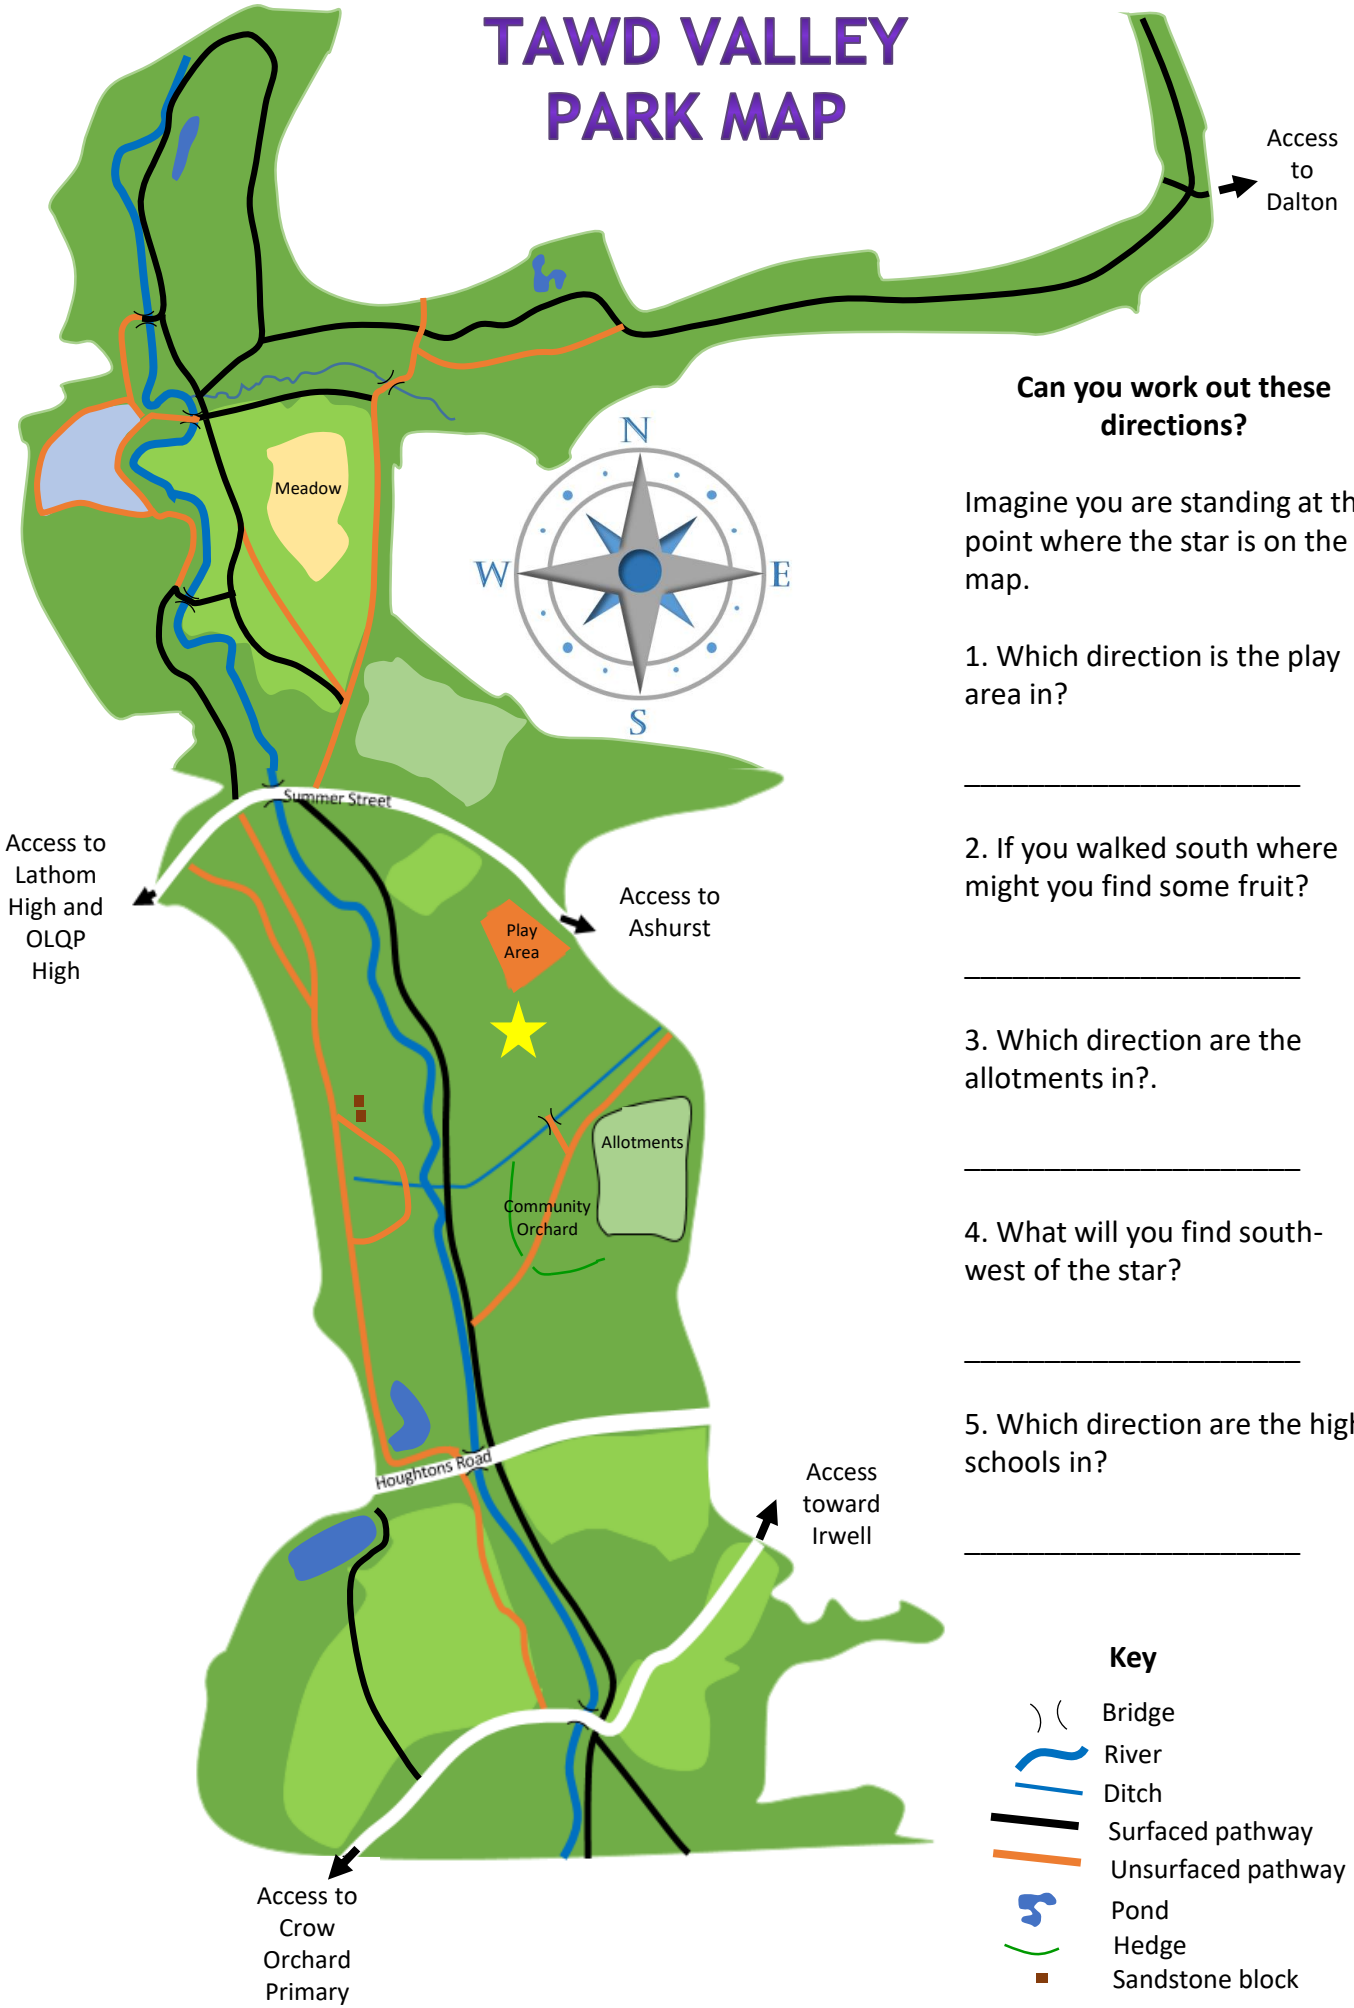 TAWD VALLEY
PARK MAP
Access
to
Dalton
Can you work out these
directions?
Imagine you are standing at th
point where the star is on the
map.
1. Which direction is the play
area in?
______________________
2. If you walked south where
might you find some fruit?
______________________
3. Which direction are the
allotments in?.
______________________
4. What will you find south-
west of the star?
______________________
5. Which direction are the high
schools in?
______________________
N
W
E
S
Meadow
Summer Street
Access to
Lathom
High and
OLQP
High
Access to
Ashurst
Play
Area
Allotments
Community
Orchard
Houghtons Road
Access
toward
Irwell
Access to
Crow
Orchard
Primary
Key
Bridge
River
Ditch
Surfaced pathway
Unsurfaced pathway
Pond
Hedge
Sandstone block